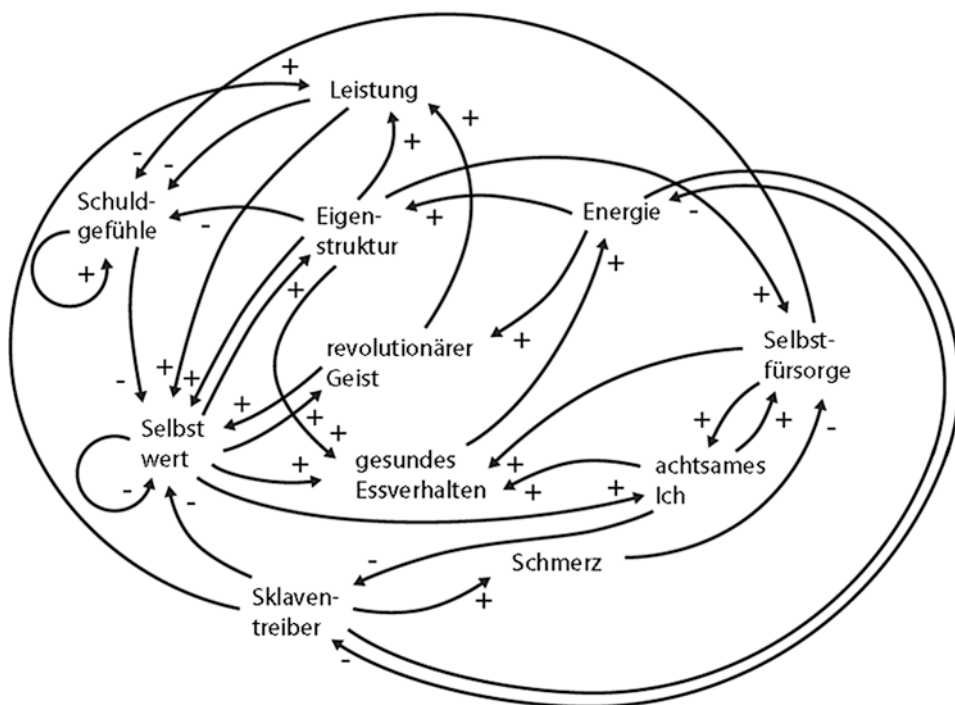 +
Leistung
+
+
-
-
Schuld-
gefühle
-
Eigen-
struktur
+
Energie
-
+
+
+
+
Selbst-
fürsorge
revolutionärer
Geist
+
-
+
+
+
+
+
+
-
Selbst
wert
+
+
gesundes
Essverhalten
+
+
+
achtsames
Ich
-
-
-
Schmerz
+
Sklaven-
treiber
-